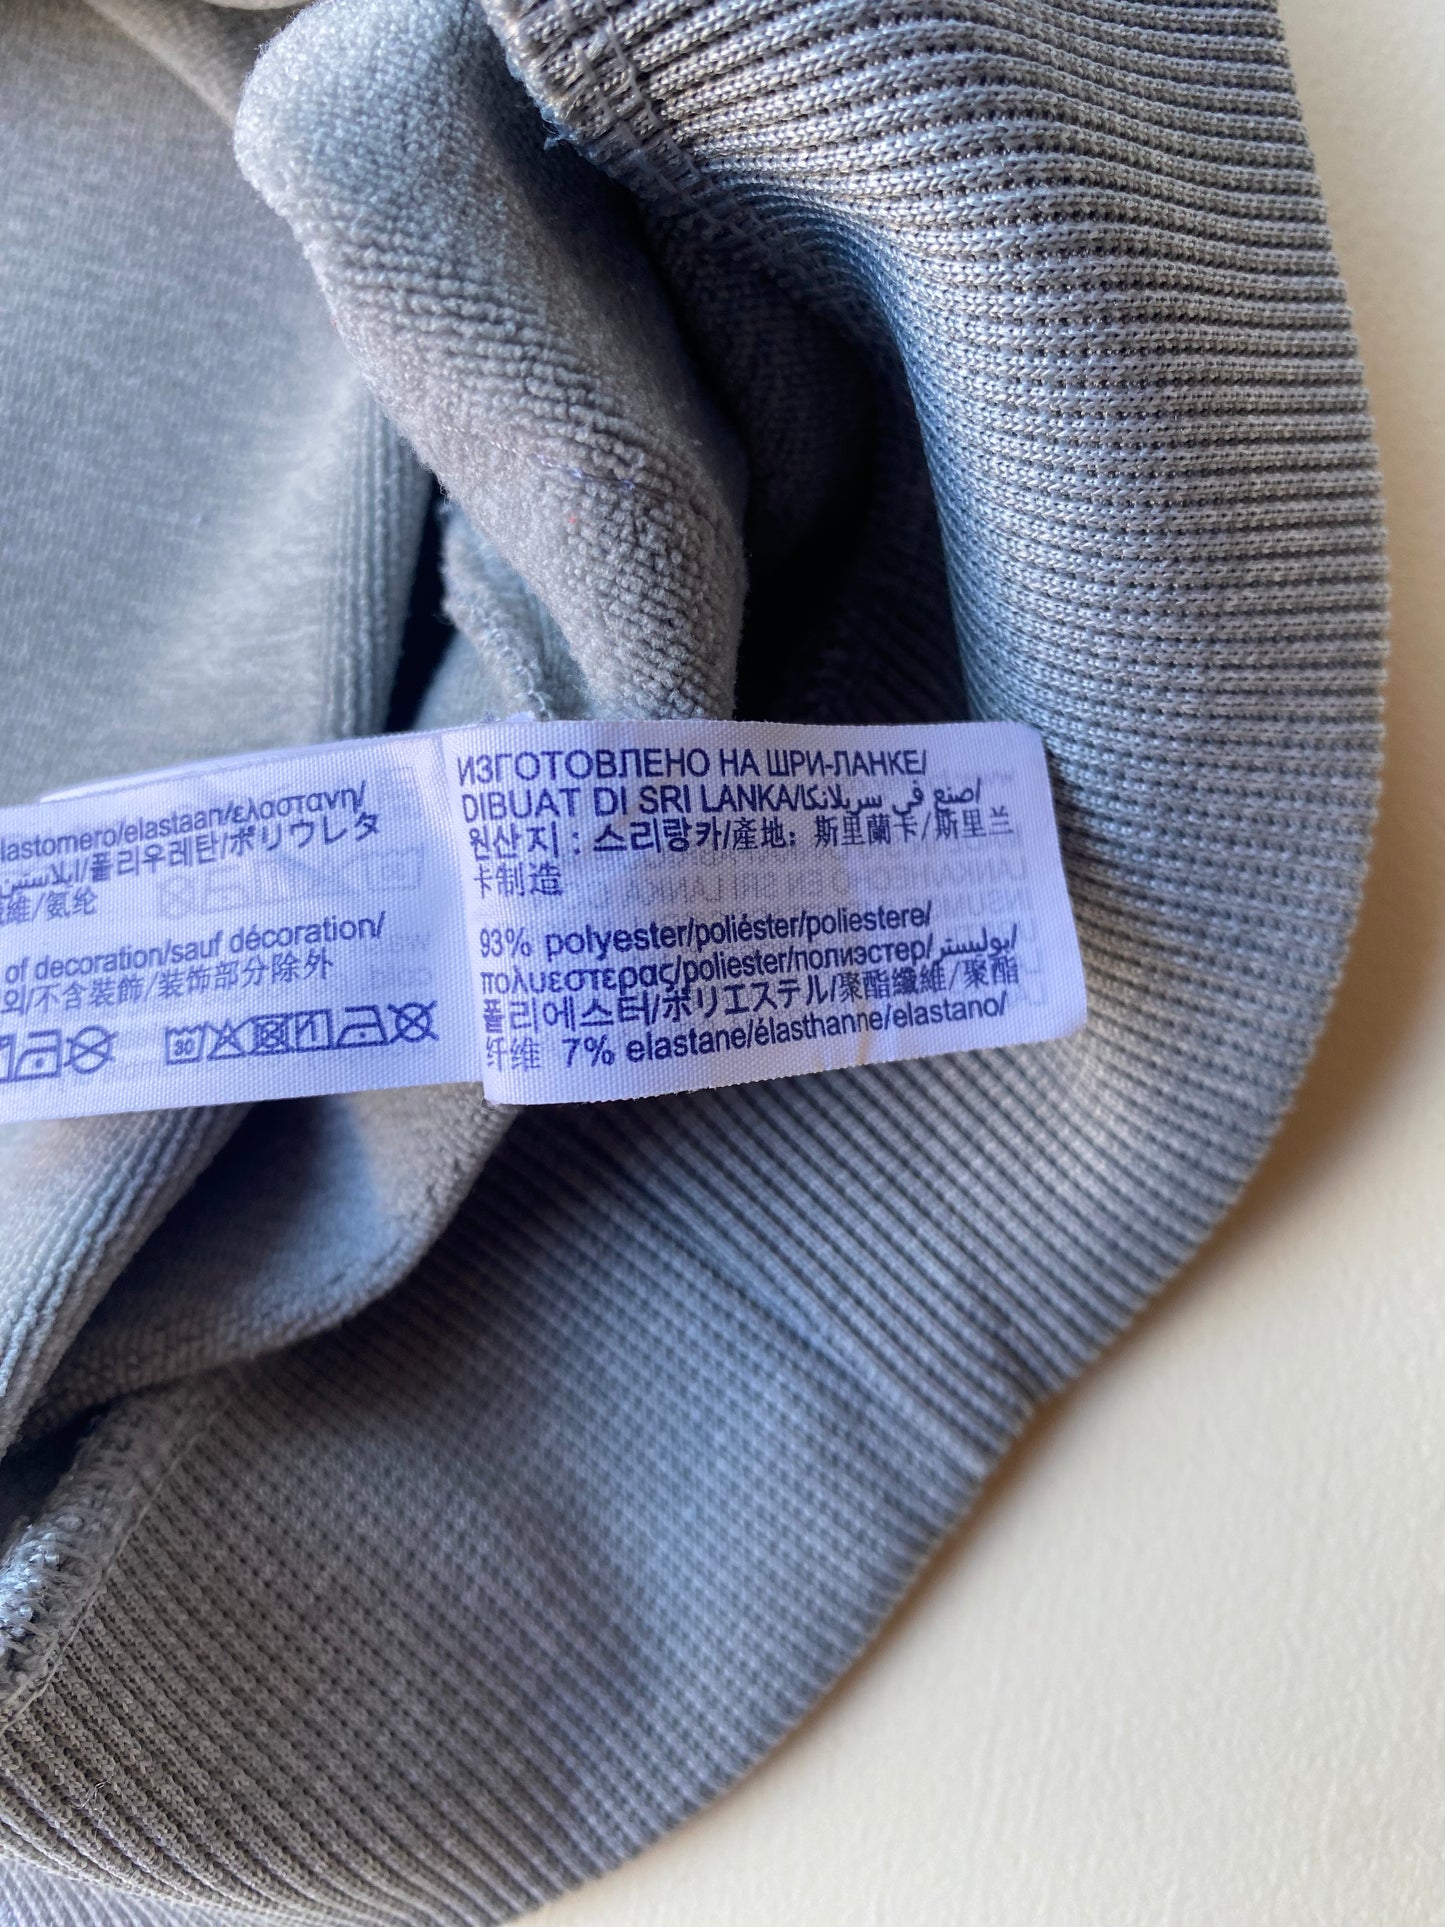 lastomero/elastaan/ελαστανη/
ایلاستین/폴리우레탄/ポリウレタ
維/氨纶
of decoration/sauf décoration/
외/不含裝飾/装饰部分除外
30
ИЗГОТОВЛЕНО НА ШРИ-ЛАНКЕ/
DIBUAT DI SRI LANKA/صنع في سريلانكا/
원산지 : 스리랑카/產地: 斯里蘭卡/斯里兰
卡制造
93% polyester/poliéster/poliestere/
πολυεστερας/poliester/полиэстер/بوليستر/
폴리에스터/ポリエステル/聚酯纖維/聚酯
纤维 7% elastane/élasthanne/elastano/